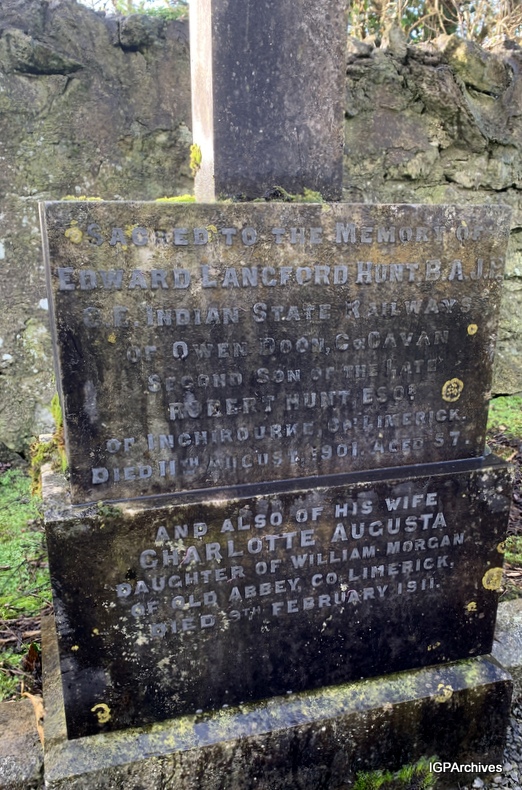 SACRED TO THE MEMORY OF
EDWARD LANGFORD HUNT, B.A. J.P.
C.E. INDIAN STATE RAILWAYS
OF OWEN DOON, Co CAVAN
SECOND SON OF THE LATE
ROBERT HUNT ESQR
OF INCHIROURKE, Co. LIMERICK.
DIED 11TH AUGUST, 1901. AGED 57.
AND ALSO OF HIS WIFE
CHARLOTTE AUGUSTA
DAUGHTER OF WILLIAM MORGAN
OF OLD ABBEY, CO. LIMERICK,
DIED 9TH FEBRUARY 1911.
IGPArchives